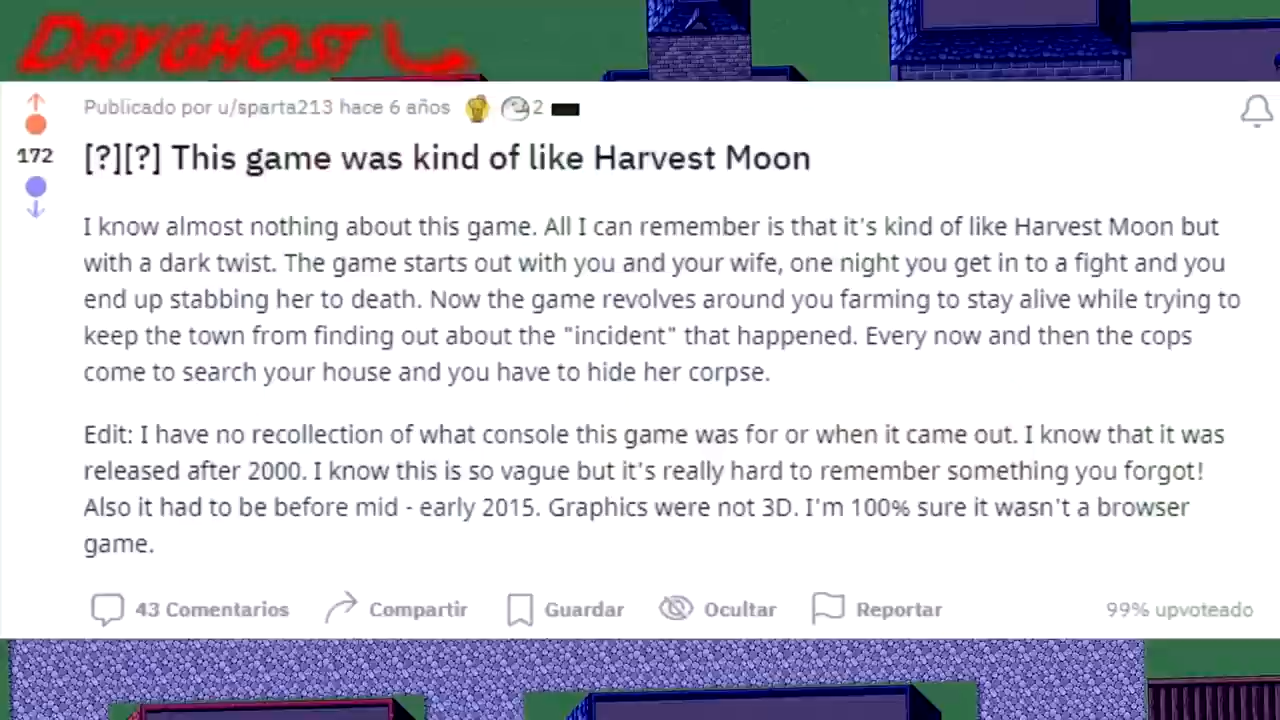 DRYGHOST
Publicado por u/sparta213 hace 6 años 2
172
[?][?] This game was kind of like Harvest Moon
I know almost nothing about this game. All I can remember is that it's kind of like Harvest Moon but
with a dark twist. The game starts out with you and your wife, one night you get in to a fight and you
end up stabbing her to death. Now the game revolves around you farming to stay alive while trying to
keep the town from finding out about the "incident" that happened. Every now and then the cops
come to search your house and you have to hide her corpse.
Edit: I have no recollection of what console this game was for or when it came out. I know that it was
released after 2000. I know this is so vague but it's really hard to remember something you forgot!
Also it had to be before mid - early 2015. Graphics were not 3D. I'm 100% sure it wasn't a browser
game.
43 Comentarios Compartir Guardar Ocultar Reportar 99% upvoteado